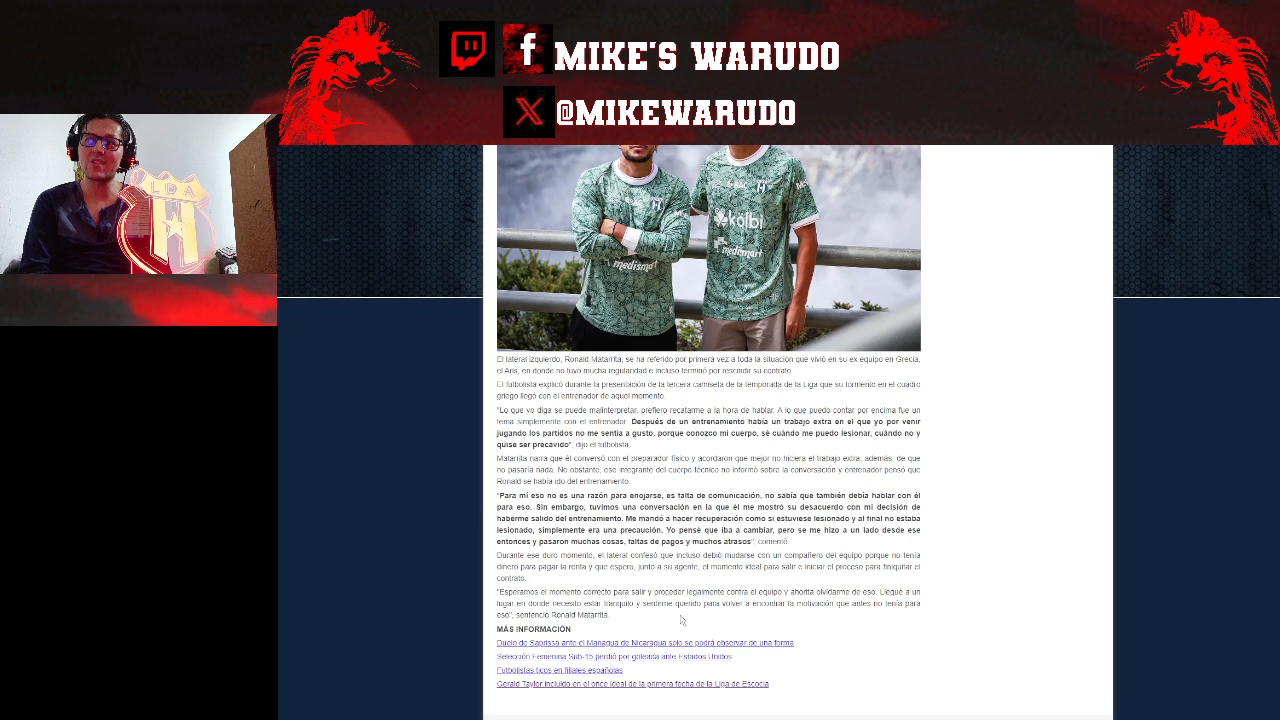 MIKE'S WARUDO
@MIKEWARUDO
LDA
H
kölbi
medismart
medismart
El lateral izquierdo, Ronald Matarrita, se ha referido por primera vez a toda la situación que vivió en su ex equipo en Grecia,
el Aris, en donde no tuvo mucha regularidad e incluso terminó por rescindir su contrato.
El futbolista explicó durante la presentación de la tercera camiseta de la temporada de la Liga que su tormento en el cuadro
griego llegó con el entrenador de aquel momento.
"Lo que yo diga se puede malinterpretar, prefiero recatarme a la hora de hablar. A lo que puedo contar por encima fue un
tema simplemente con el entrenador. Después de un entrenamiento había un trabajo extra en el que yo por venir
jugando los partidos no me sentía a gusto, porque conozco mi cuerpo, sé cuándo me puedo lesionar, cuándo no y
quise ser precavido", dijo el futbolista.
Matarrita narra que él conversó con el preparador físico y acordaron que mejor no hiciera el trabajo extra, además, de que
no pasaría nada. No obstante, ese integrante del cuerpo técnico no informó sobre la conversación y entrenador pensó que
Ronald se había ido del entrenamiento.
"Para mí eso no es una razón para enojarse, es falta de comunicación, no sabía que también debía hablar con él
para eso. Sin embargo, tuvimos una conversación en la que él me mostró su desacuerdo con mi decisión de
haberme salido del entrenamiento. Me mandó a hacer recuperación como si estuviese lesionado y al final no estaba
lesionado, simplemente era una precaución. Yo pensé que iba a cambiar, pero se me hizo a un lado desde ese
entonces y pasaron muchas cosas, faltas de pagos y muchos atrasos", comentó.
Durante ese duro momento, el lateral confesó que incluso debió mudarse con un compañero del equipo porque no tenía
dinero para pagar la renta y que espero, junto a su agente, el momento ideal para salir e iniciar el proceso para finiquitar el
contrato.
"Esperamos el momento correcto para salir y proceder legalmente contra el equipo y ahorita olvidarme de eso. Llegué a un
lugar en donde necesito estar tranquilo y sentirme querido para volver a encontrar la motivación que antes no tenía para
eso", sentenció Ronald Matarrita.
MÁS INFORMACIÓN
Duelo de Saprissa ante el Managua de Nicaragua solo se podrá observar de una forma
Selección Femenina Sub-15 perdió por goleada ante Estados Unidos
Futbolistas ticos en filiales españolas
Gerald Taylor incluido en el once ideal de la primera fecha de la Liga de Escocia